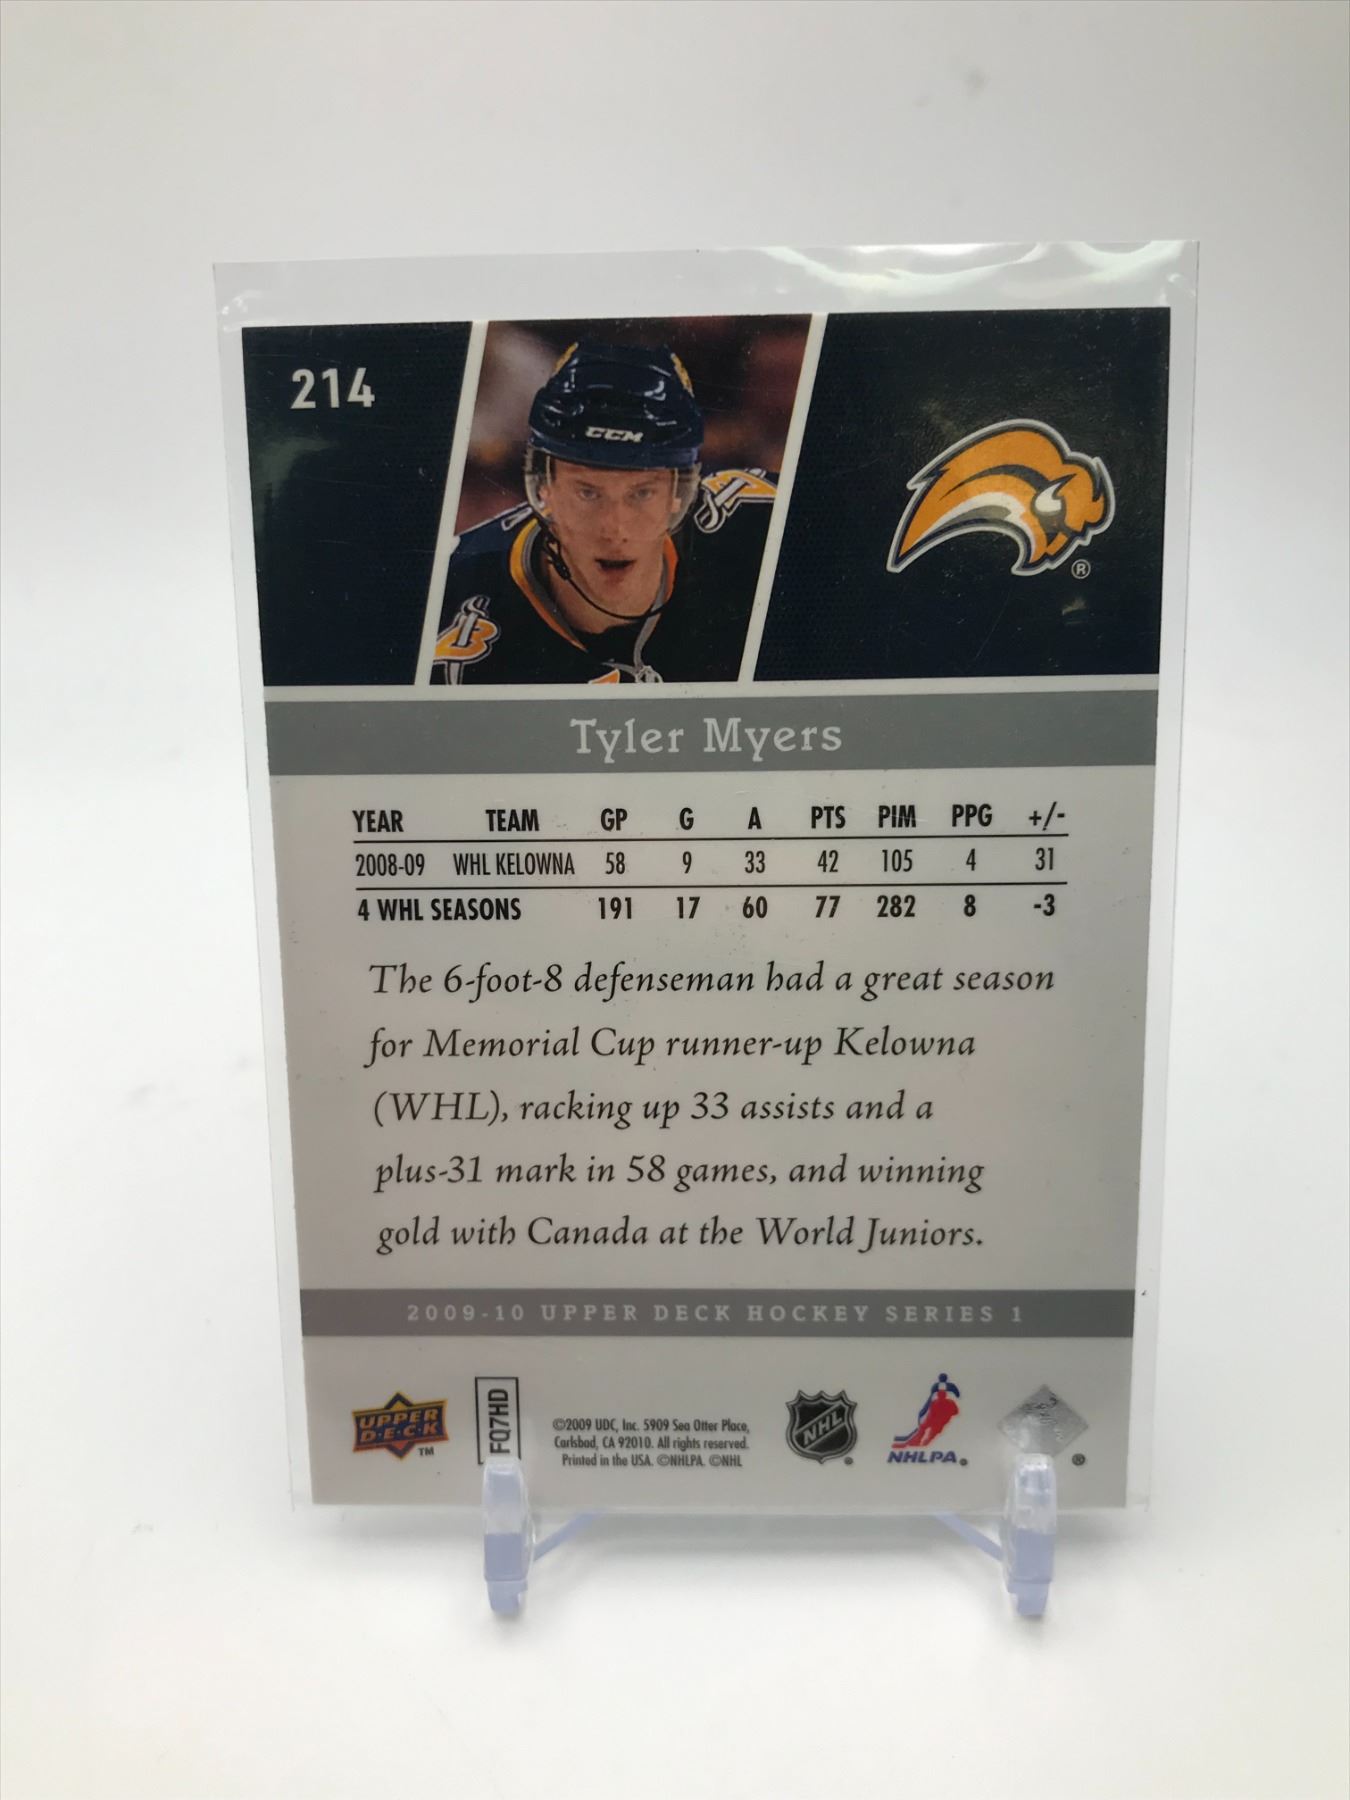 214
CCM
®
Tyler Myers
YEAR TEAM GP G A PTS PIM PPG +/-
2008-09 WHL KELOWNA 58 9 33 42 105 4 31
4 WHL SEASONS 191 17 60 77 282 8 -3
The 6-foot-8 defenseman had a great season
for Memorial Cup runner-up Kelowna
(WHL), racking up 33 assists and a
plus-31 mark in 58 games, and winning
gold with Canada at the World Juniors.
2009-10 UPPER DECK HOCKEY SERIES 1
UPPER
D·E·C·K
TM
FQ7HD
©2009 UDC, Inc. 5909 Sea Otter Place,
Carlsbad, CA 92010. All rights reserved.
Printed in the USA. ©NHLPA. ©NHL
NHL
®
NHLPA®
®